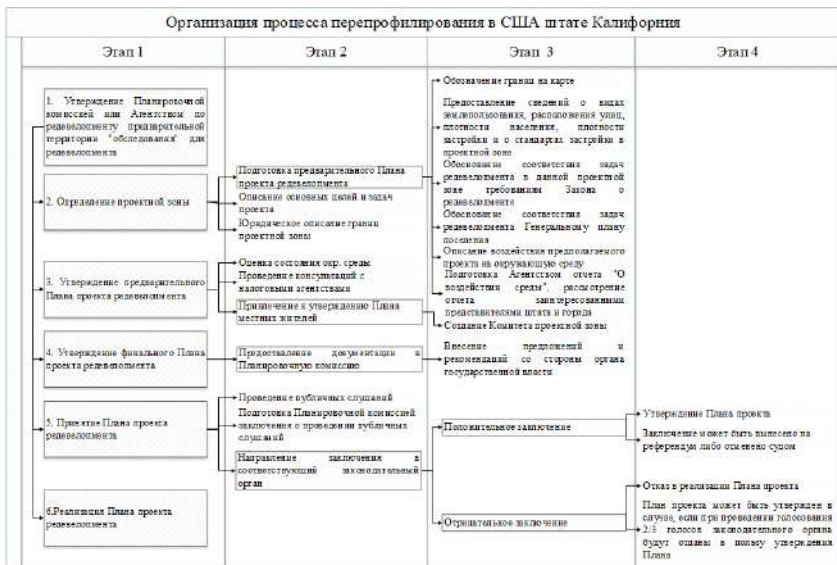 Организация процесса перепрофилирования в США штате Калифорния
Этап 1
Этап 2
Этап 3
Этап 4
1. Утверждение Планировочной
комиссией или Агентством по
редевелопменту предварительной
территории "обследования" для
редевелопмента
2. Определение проектной зоны
3. Утверждение предварительного
Плана проекта редевелопмента
4. Утверждение финального Плана
проекта редевелопмента
5. Принятие Плана проекта
редевелопмента
6.Реализация Плана проекта
редевелопмента
Подготовка предварительного Плана
проекта редевелопмента
Описание основных целей и задач
проекта
Юридическое описание границ
проектной зоны
Оценка состояния окр. среды
Проведение консультаций с
налоговыми агентствами
Привлечение к утверждению Плана
местных жителей
Предоставление документации в
Планировочную комиссию
Проведение публичных слушаний
Подготовка Планировочной комиссией
заключения о проведении публичных
слушаний
Направление заключения в
соответствующий законодательный
орган
Обозначение границ на карте
Предоставление сведений о видах
землепользования, расположения улиц,
плотности населения, плотности
застройки и о стандартах застройки в
проектной зоне
Обоснование соответствия задач
редевелопмента в данной проектной
зоне требованиям Закона о
редевелопменте
Обоснование соответствия задач
редевелопмента Генеральному плану
поселения
Описание воздействия предполагаемого
проекта на окружающую среду
Подготовка Агентством отчета "О
воздействии среды", рассмотрение
отчета заинтересованными
представителями штата и города
Создание Комитета проектной зоны
Внесение предложений и
рекомендаций со стороны органа
государственной власти
Положительное заключение
Отрицательное заключение
Утверждение Плана проекта
Заключение может быть вынесено на
референдум либо отменено судом
Отказ в реализации Плана проекта
План проекта может быть утвержден в
случае, если при проведении голосования
2/3 голосов законодательного органа
будут отданы в пользу утверждения
Плана